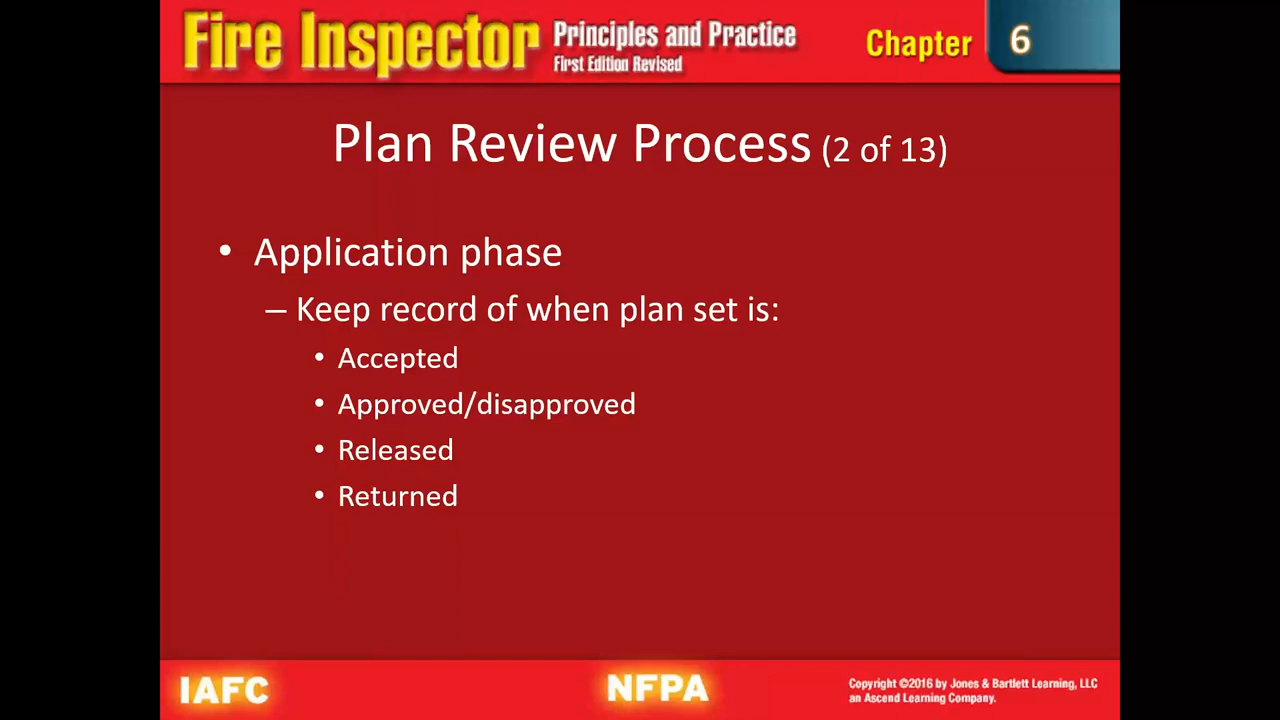 Fire Inspector Principles and Practice
First Edition Revised
Chapter 6
Plan Review Process (2 of 13)
• Application phase
– Keep record of when plan set is:
• Accepted
• Approved/disapproved
• Released
• Returned
IAFC
NFPA
Copyright ©2016 by Jones & Bartlett Learning, LLC
an Ascend Learning Company.